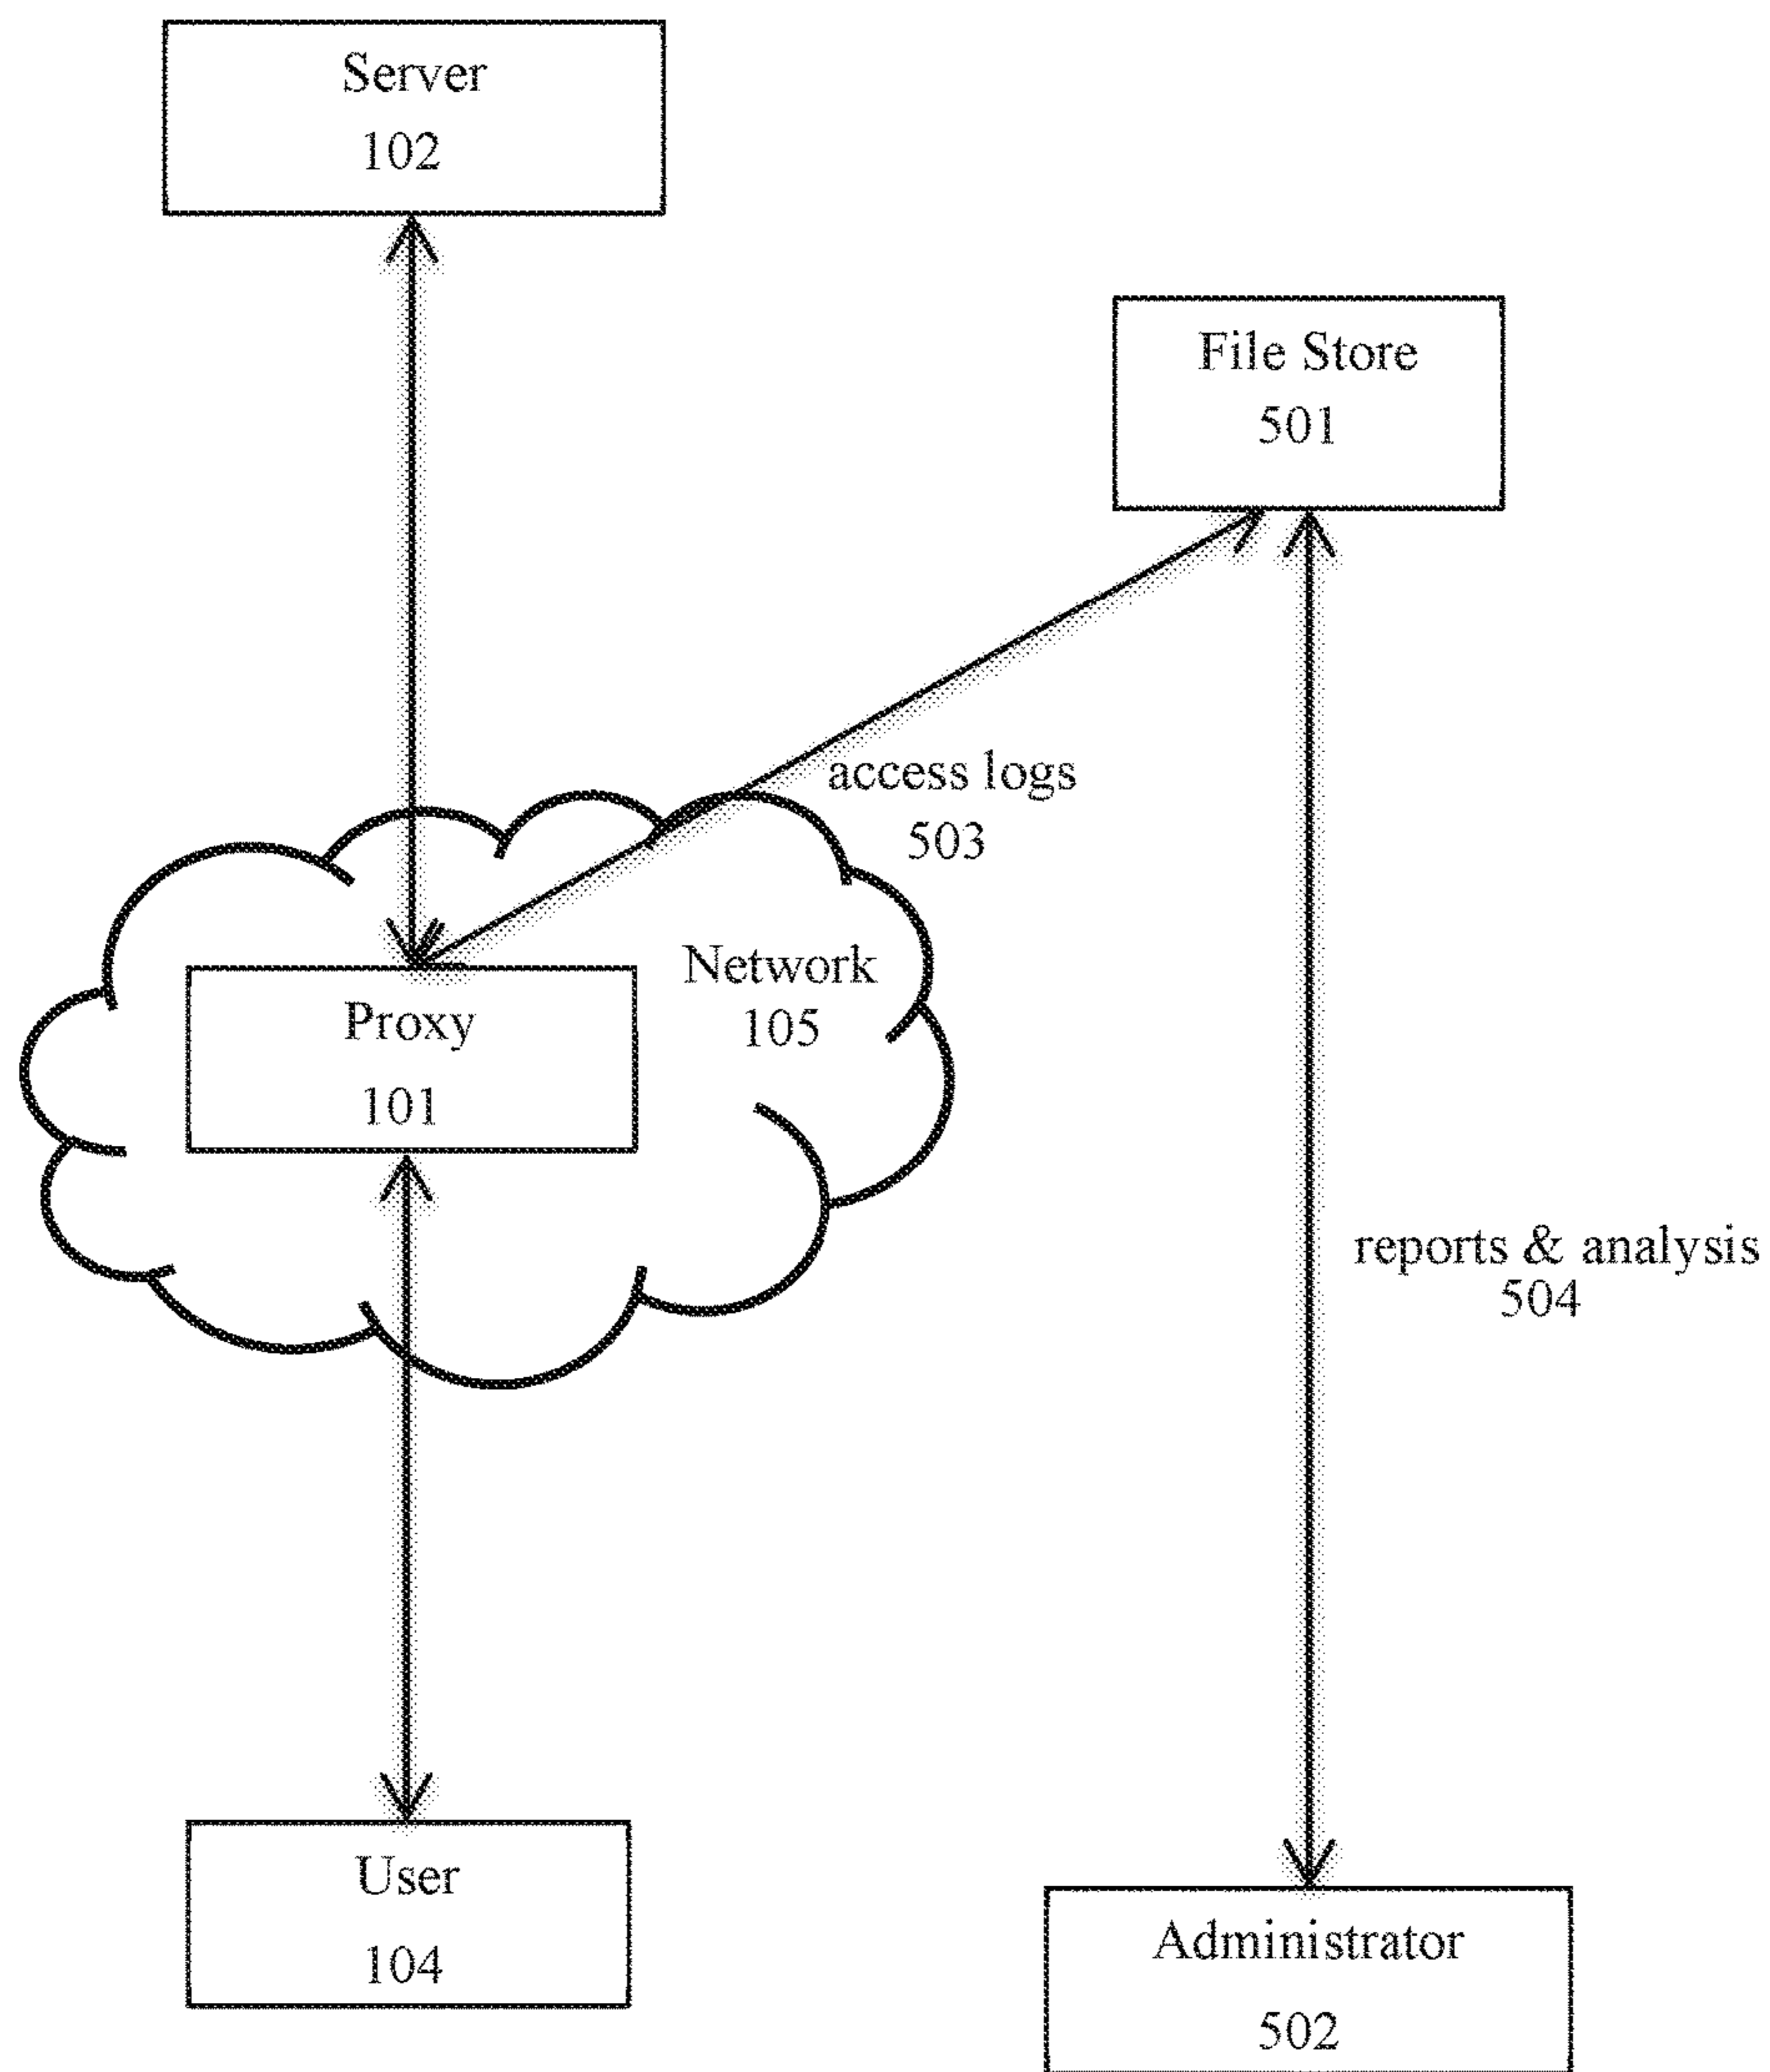 Server
102
File Store
501
access logs
503
Network
105
Proxy
101
reports & analysis
504
User
104
Administrator
502